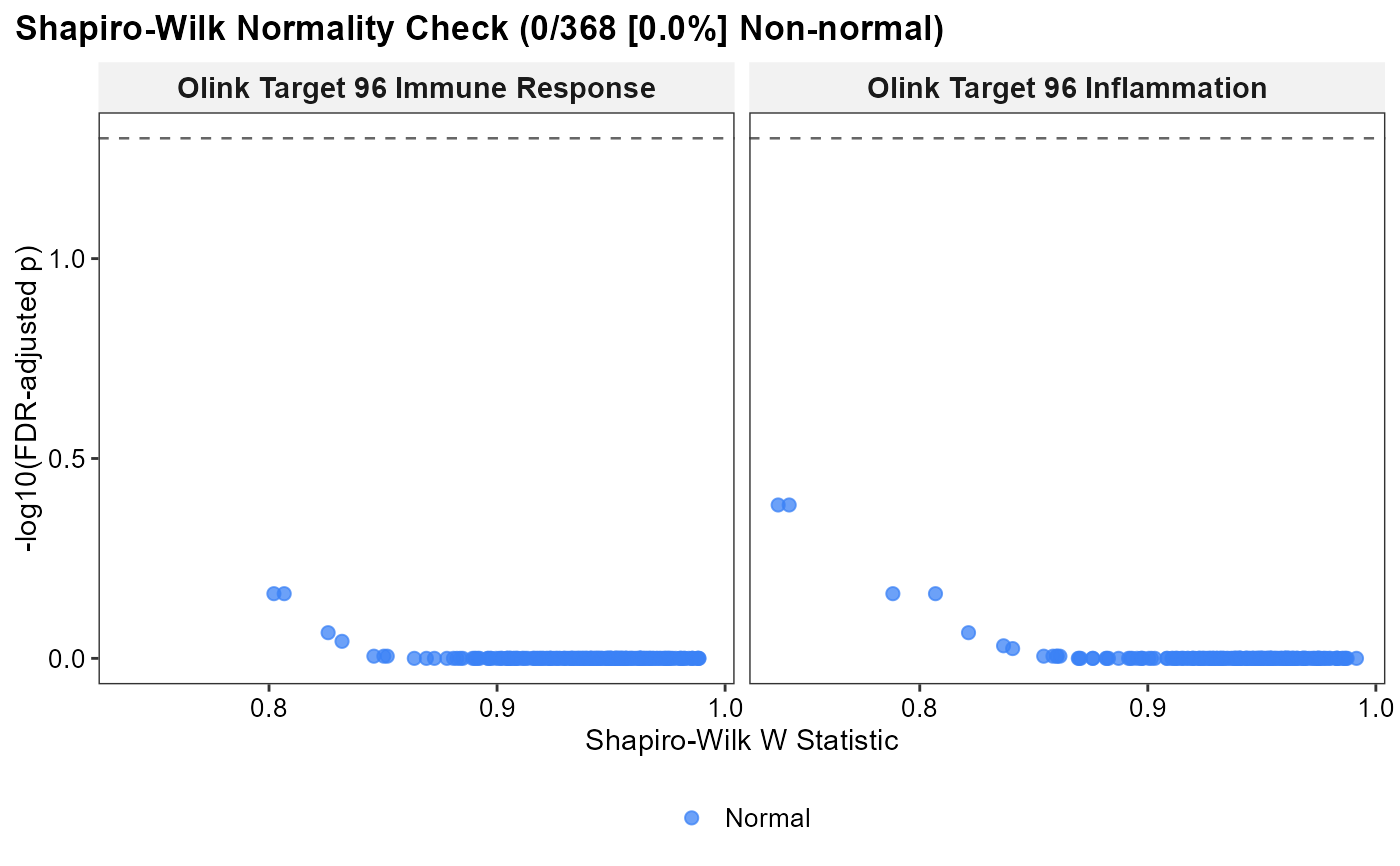 Shapiro-Wilk Normality Check (0/368 [0.0%] Non-normal)
Olink Target 96 Immune Response
Olink Target 96 Inflammation
-log10(FDR-adjusted p)
1.0
0.5
0.0
0.8
0.9
1.0
0.8
0.9
1.0
Shapiro-Wilk W Statistic
Normal